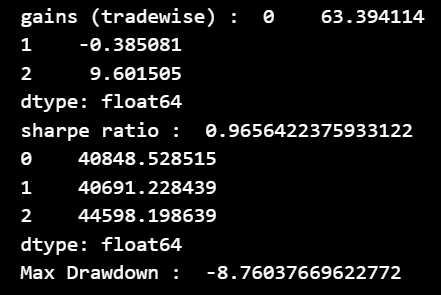 gains (tradewise) :  0    63.394114
1    -0.385081
2     9.601505
dtype: float64
sharpe ratio :  0.9656422375933122
0    40848.528515
1    40691.228439
2    44598.198639
dtype: float64
Max Drawdown :  -8.76037669622772